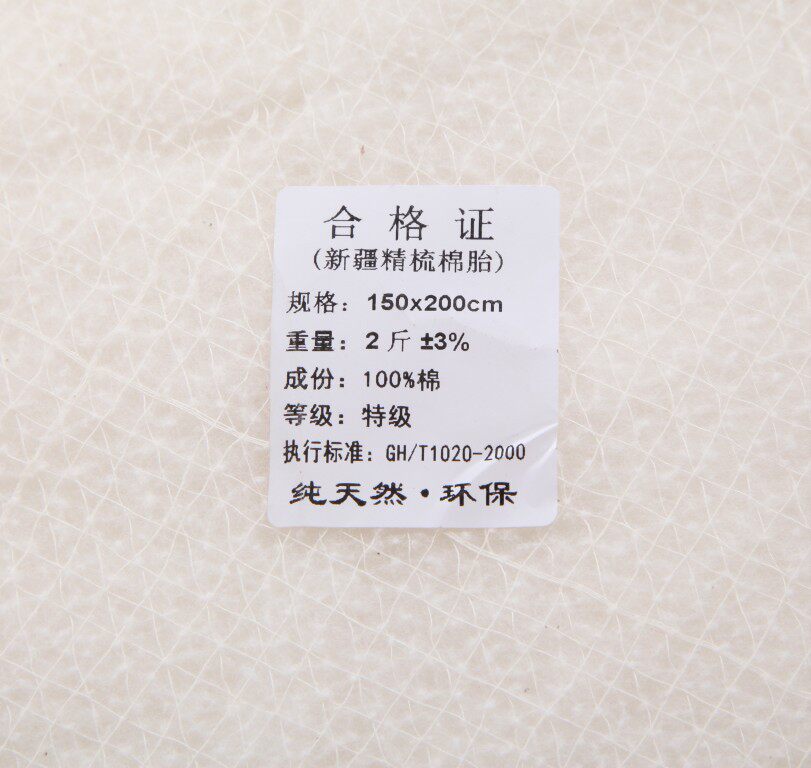 合格证
(新疆精梳棉胎)
规格：150x200cm
重量：2斤±3%
成份：100%棉
等级：特级
执行标准：GH/T1020-2000
纯天然·环保